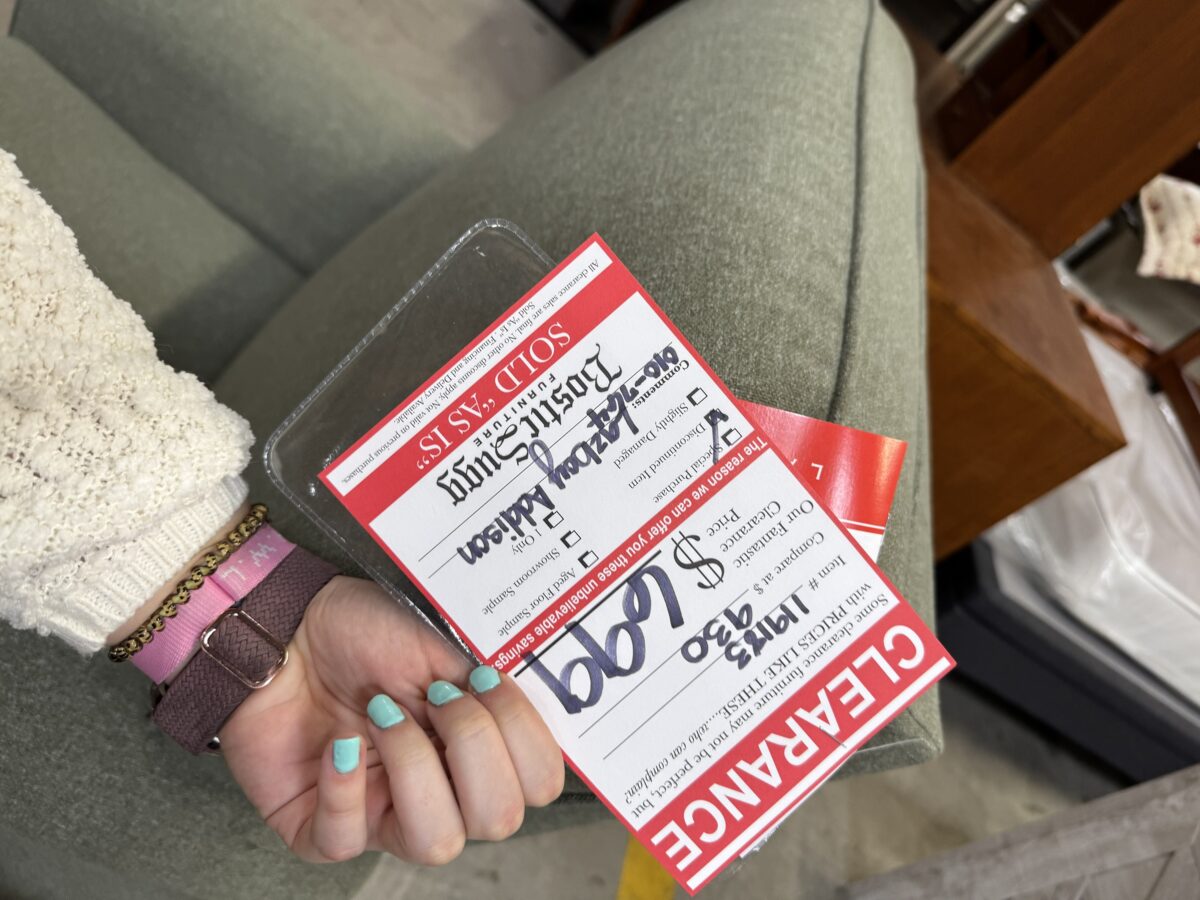 CLEARANCE
Some clearance furniture may not be perfect, but
with PRICES LIKE THESE....who can complain?
Item #
Compare at $ 930
Our Fantastic
Clearance
Price
$ 699
The reason we can offer you these unbelievable savings.
Special Purchase
Discontinued Item
Slightly Damaged
Aged Floor Sample
Showroom Sample
1 Only
Comments:
010-764 Lazboy Addison
Bostut Sugg
FURNITURE
SOLD "AS IS"
All clearance sales are final. No other discounts apply. Not valid on previous purchases.
Sold "As Is". Financing and Delivery Available.
W.L